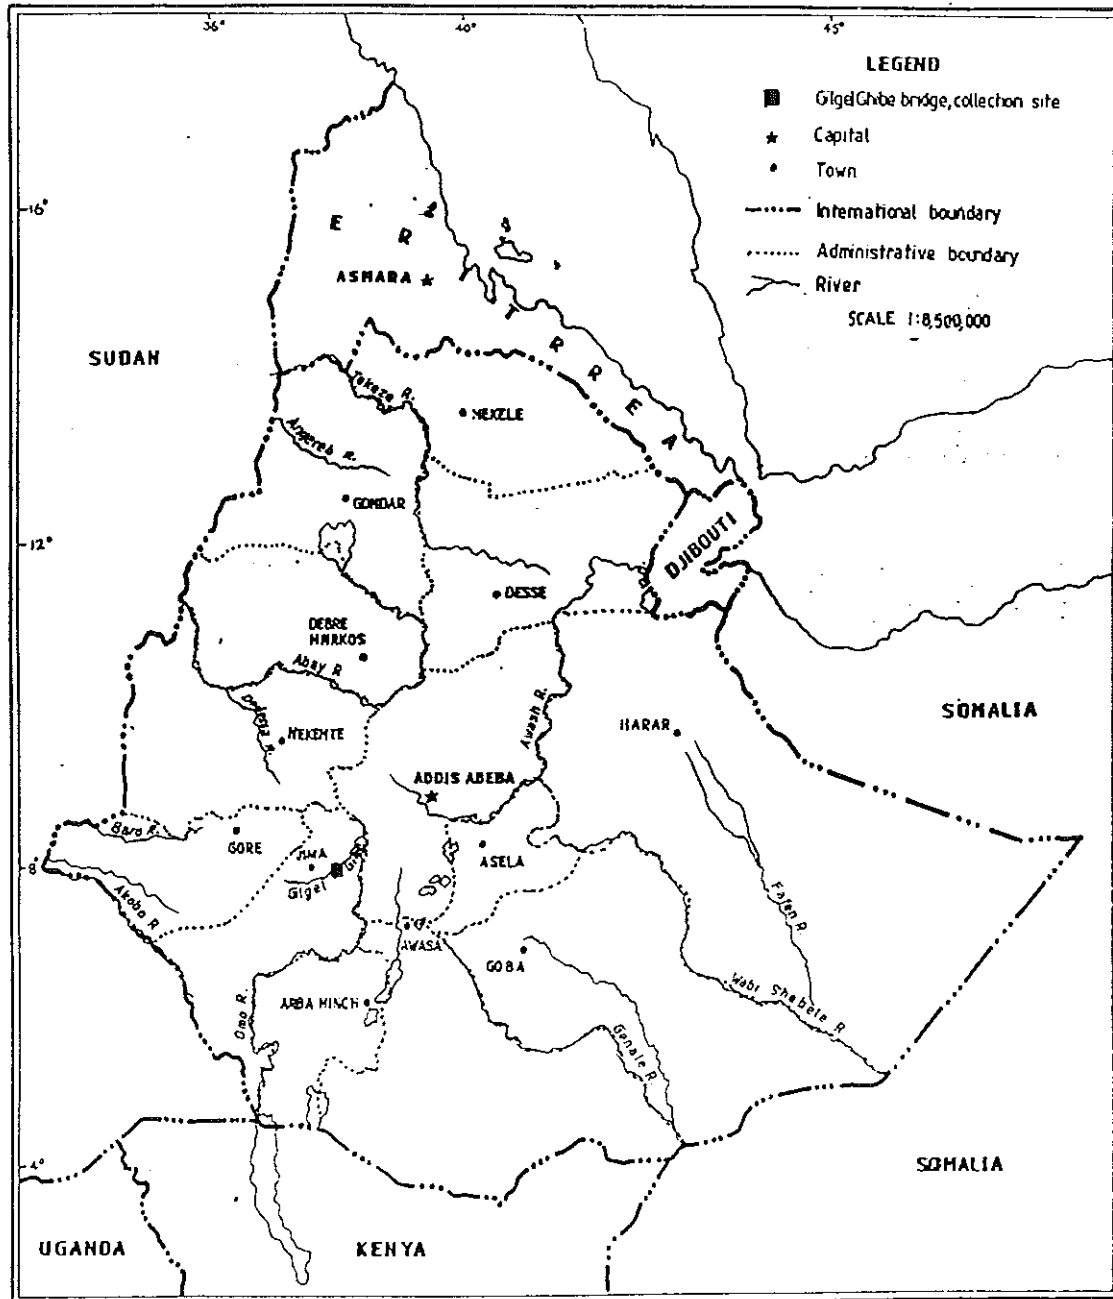 36°
40°
45°
LEGEND
Gilgel Ghibe bridge, collection site
Capital
Town
International boundary
Administrative boundary
River
SCALE 1:8,500,000
16°
E R I T R R E A
ASMARA
SUDAN
Tekeze R.
MEKELE
Angereb R.
GONDAR
12°
DJIBOUTI
DESSE
DEBRE MARKOS
Abay R
Awash R.
NEKEMTE
HARAR
SOMALIA
ADDIS ABEBA
Baro R.
GORE
JIMA
ASELA
8°
Gigel
Akobo R
Fafen R.
AWASA
GOBA
Wabi Shebele R
ARBA MINCH
Omo R.
Genale R
4°
SOMALIA
UGANDA
KENYA